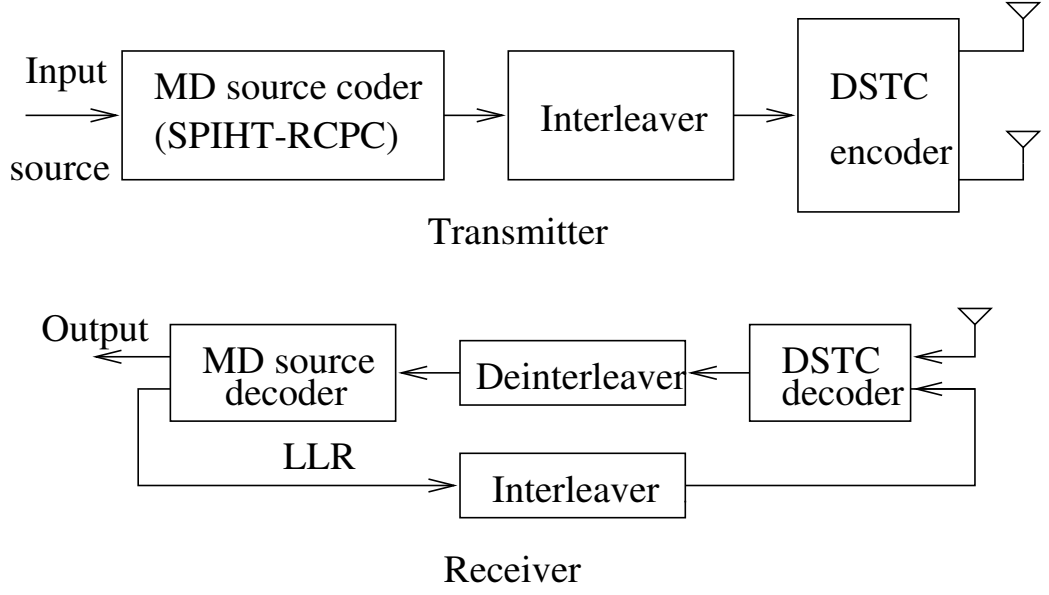 Input
source
MD source coder
(SPIHT-RCPC)
Interleaver
DSTC
encoder
Transmitter
Output
MD source
decoder
Deinterleaver
DSTC
decoder
LLR
Interleaver
Receiver